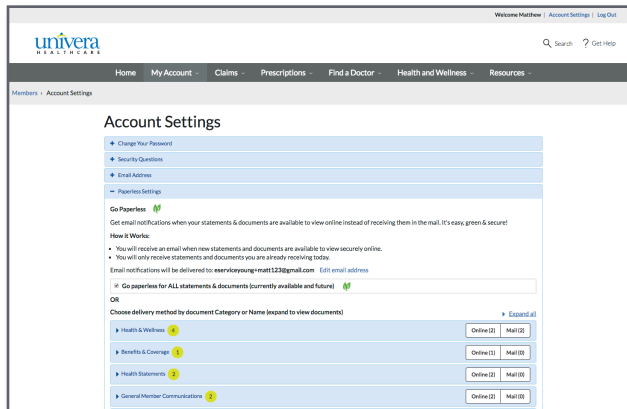 Welcome Matthew | Account Settings | Log Out
univera
HEALTHCARE
Search ? Get Help
Home My Account Claims Prescriptions Find a Doctor Health and Wellness Resources
Members › Account Settings
Account Settings
+ Change Your Password
+ Security Questions
+ Email Address
− Paperless Settings
Go Paperless
Get email notifications when your statements & documents are available to view online instead of receiving them in the mail. It's easy, green & secure!
How it Works:
• You will receive an email when new statements and documents are available to view securely online.
• You will only receive statements and documents you are already receiving today.
Email notifications will be delivered to: eserviceyoung+matt123@gmail.com Edit email address
Go paperless for ALL statements & documents (currently available and future)
OR
Choose delivery method by document Category or Name (expand to view documents) Expand all
Health & Wellness 4 Online (2) Mail (2)
Benefits & Coverage 1 Online (1) Mail (0)
Health Statements 2 Online (2) Mail (0)
General Member Communications 2 Online (2) Mail (0)